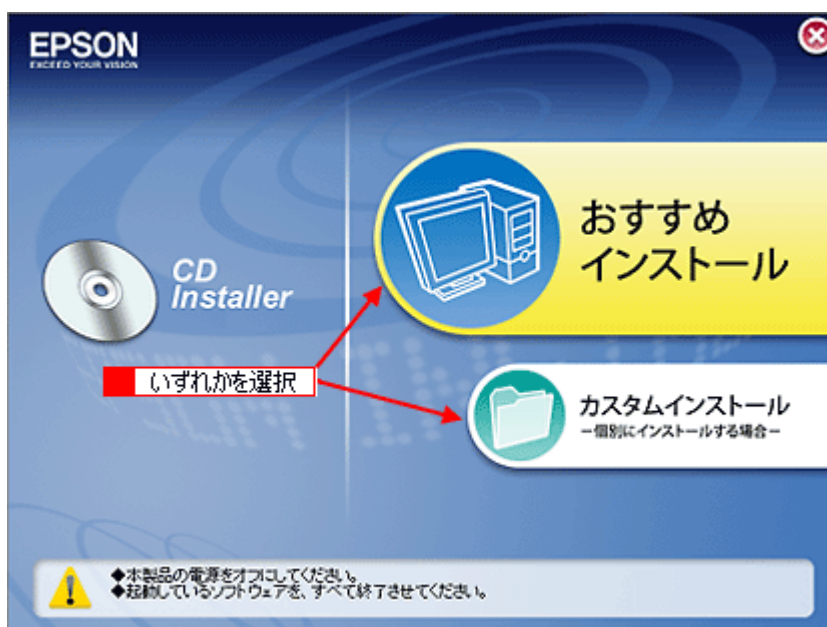 EPSON
EXCEED YOUR VISION
おすすめ
インストール
CD
Installer
いずれかを選択
カスタムインストール
－個別にインストールする場合－
◆本製品の電源をオフにしてください。
◆起動しているソフトウェアを、すべて終了させてください。